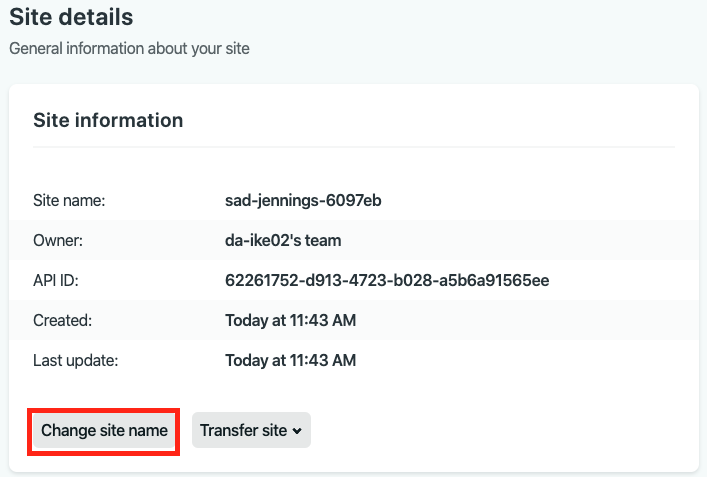 Site details
General information about your site
Site information
Site name: sad-jennings-6097eb
Owner: da-ike02's team
API ID: 62261752-d913-4723-b028-a5b6a91565ee
Created: Today at 11:43 AM
Last update: Today at 11:43 AM
Change site name Transfer site